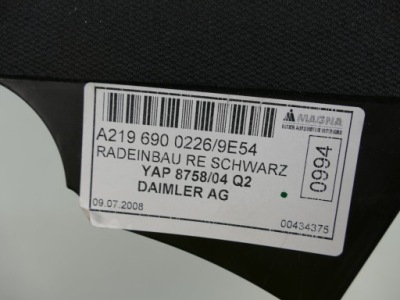 MAGNA
A219 690 0226/9E54
RADEINBAU RE SCHWARZ
YAP 8758/04 Q2
DAIMLER AG
0994
09.07.2008
00434375